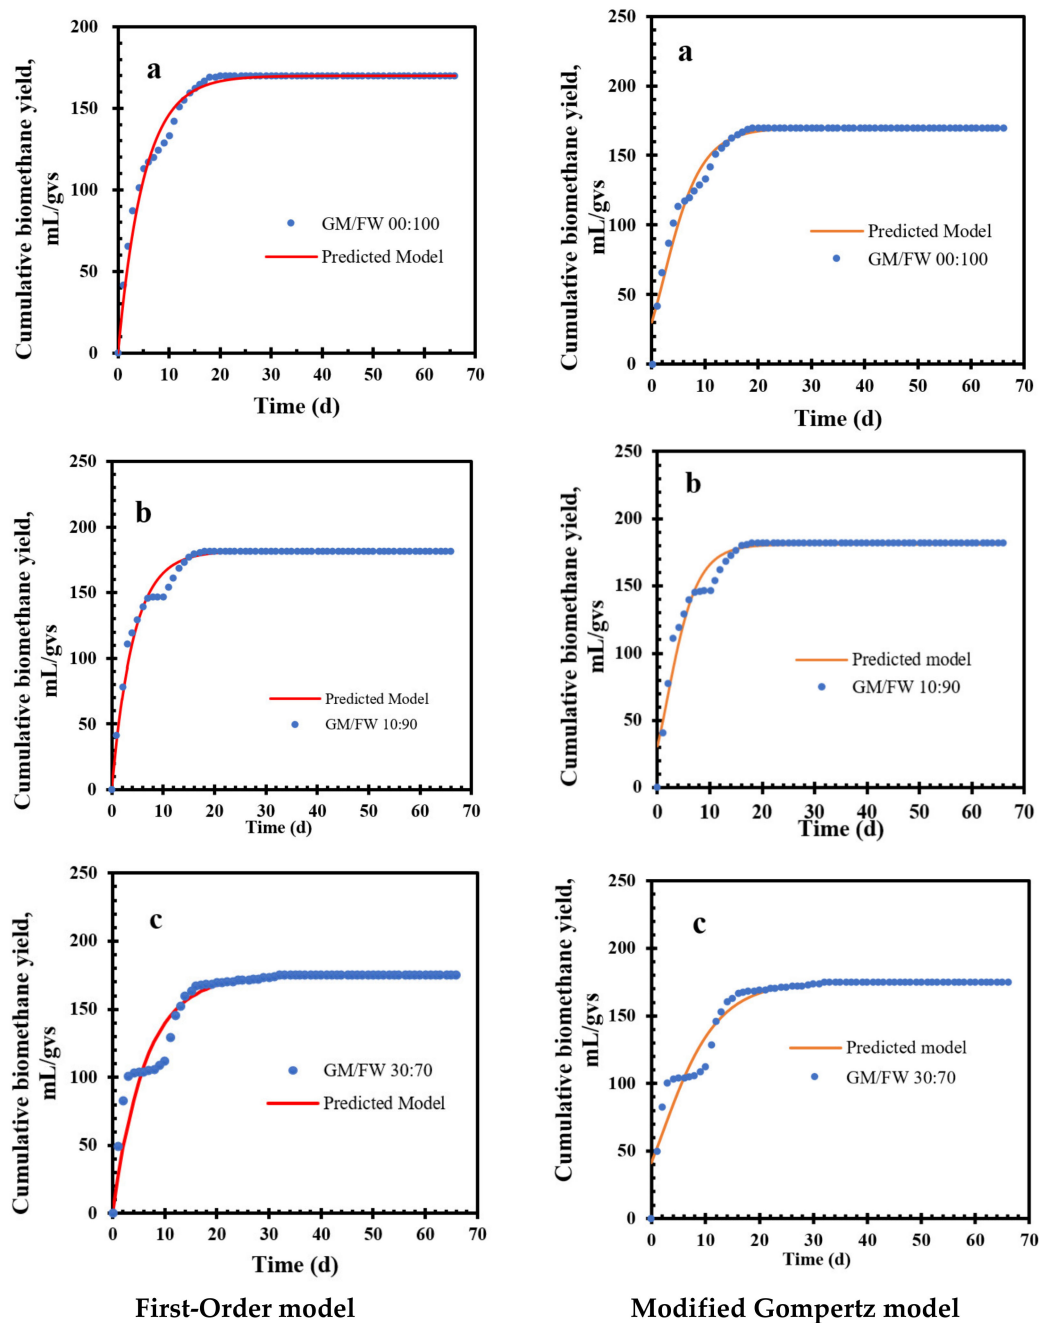 Cumulative biomethane yield,
mL/gvs
200
150
100
50
0
a
GM/FW 00:100
Predicted Model
0 10 20 30 40 50 60 70
Time (d)
Cumulative biomethane yield,
mL/gvs
250
200
150
100
50
0
a
Predicted Model
GM/FW 00:100
0 10 20 30 40 50 60 70
Time (d)
Cumulative biomethane yield,
mL/gvs
250
200
150
100
50
0
b
Predicted Model
GM/FW 10:90
0 10 20 30 40 50 60 70
Time (d)
Cumulative biomethane yield,
mL/gvs
250
200
150
100
50
0
b
Predicted model
GM/FW 10:90
0 10 20 30 40 50 60 70
Time (d)
Cumulative biomethane yield,
mL/gvs
250
200
150
100
50
0
c
GM/FW 30:70
Predicted Model
0 10 20 30 40 50 60 70
Time (d)
Cumulative biomethane yield,
mL/gvs
250
200
150
100
50
0
c
Predicted model
GM/FW 30:70
0 10 20 30 40 50 60 70
Time (d)
First-Order model
Modified Gompertz model